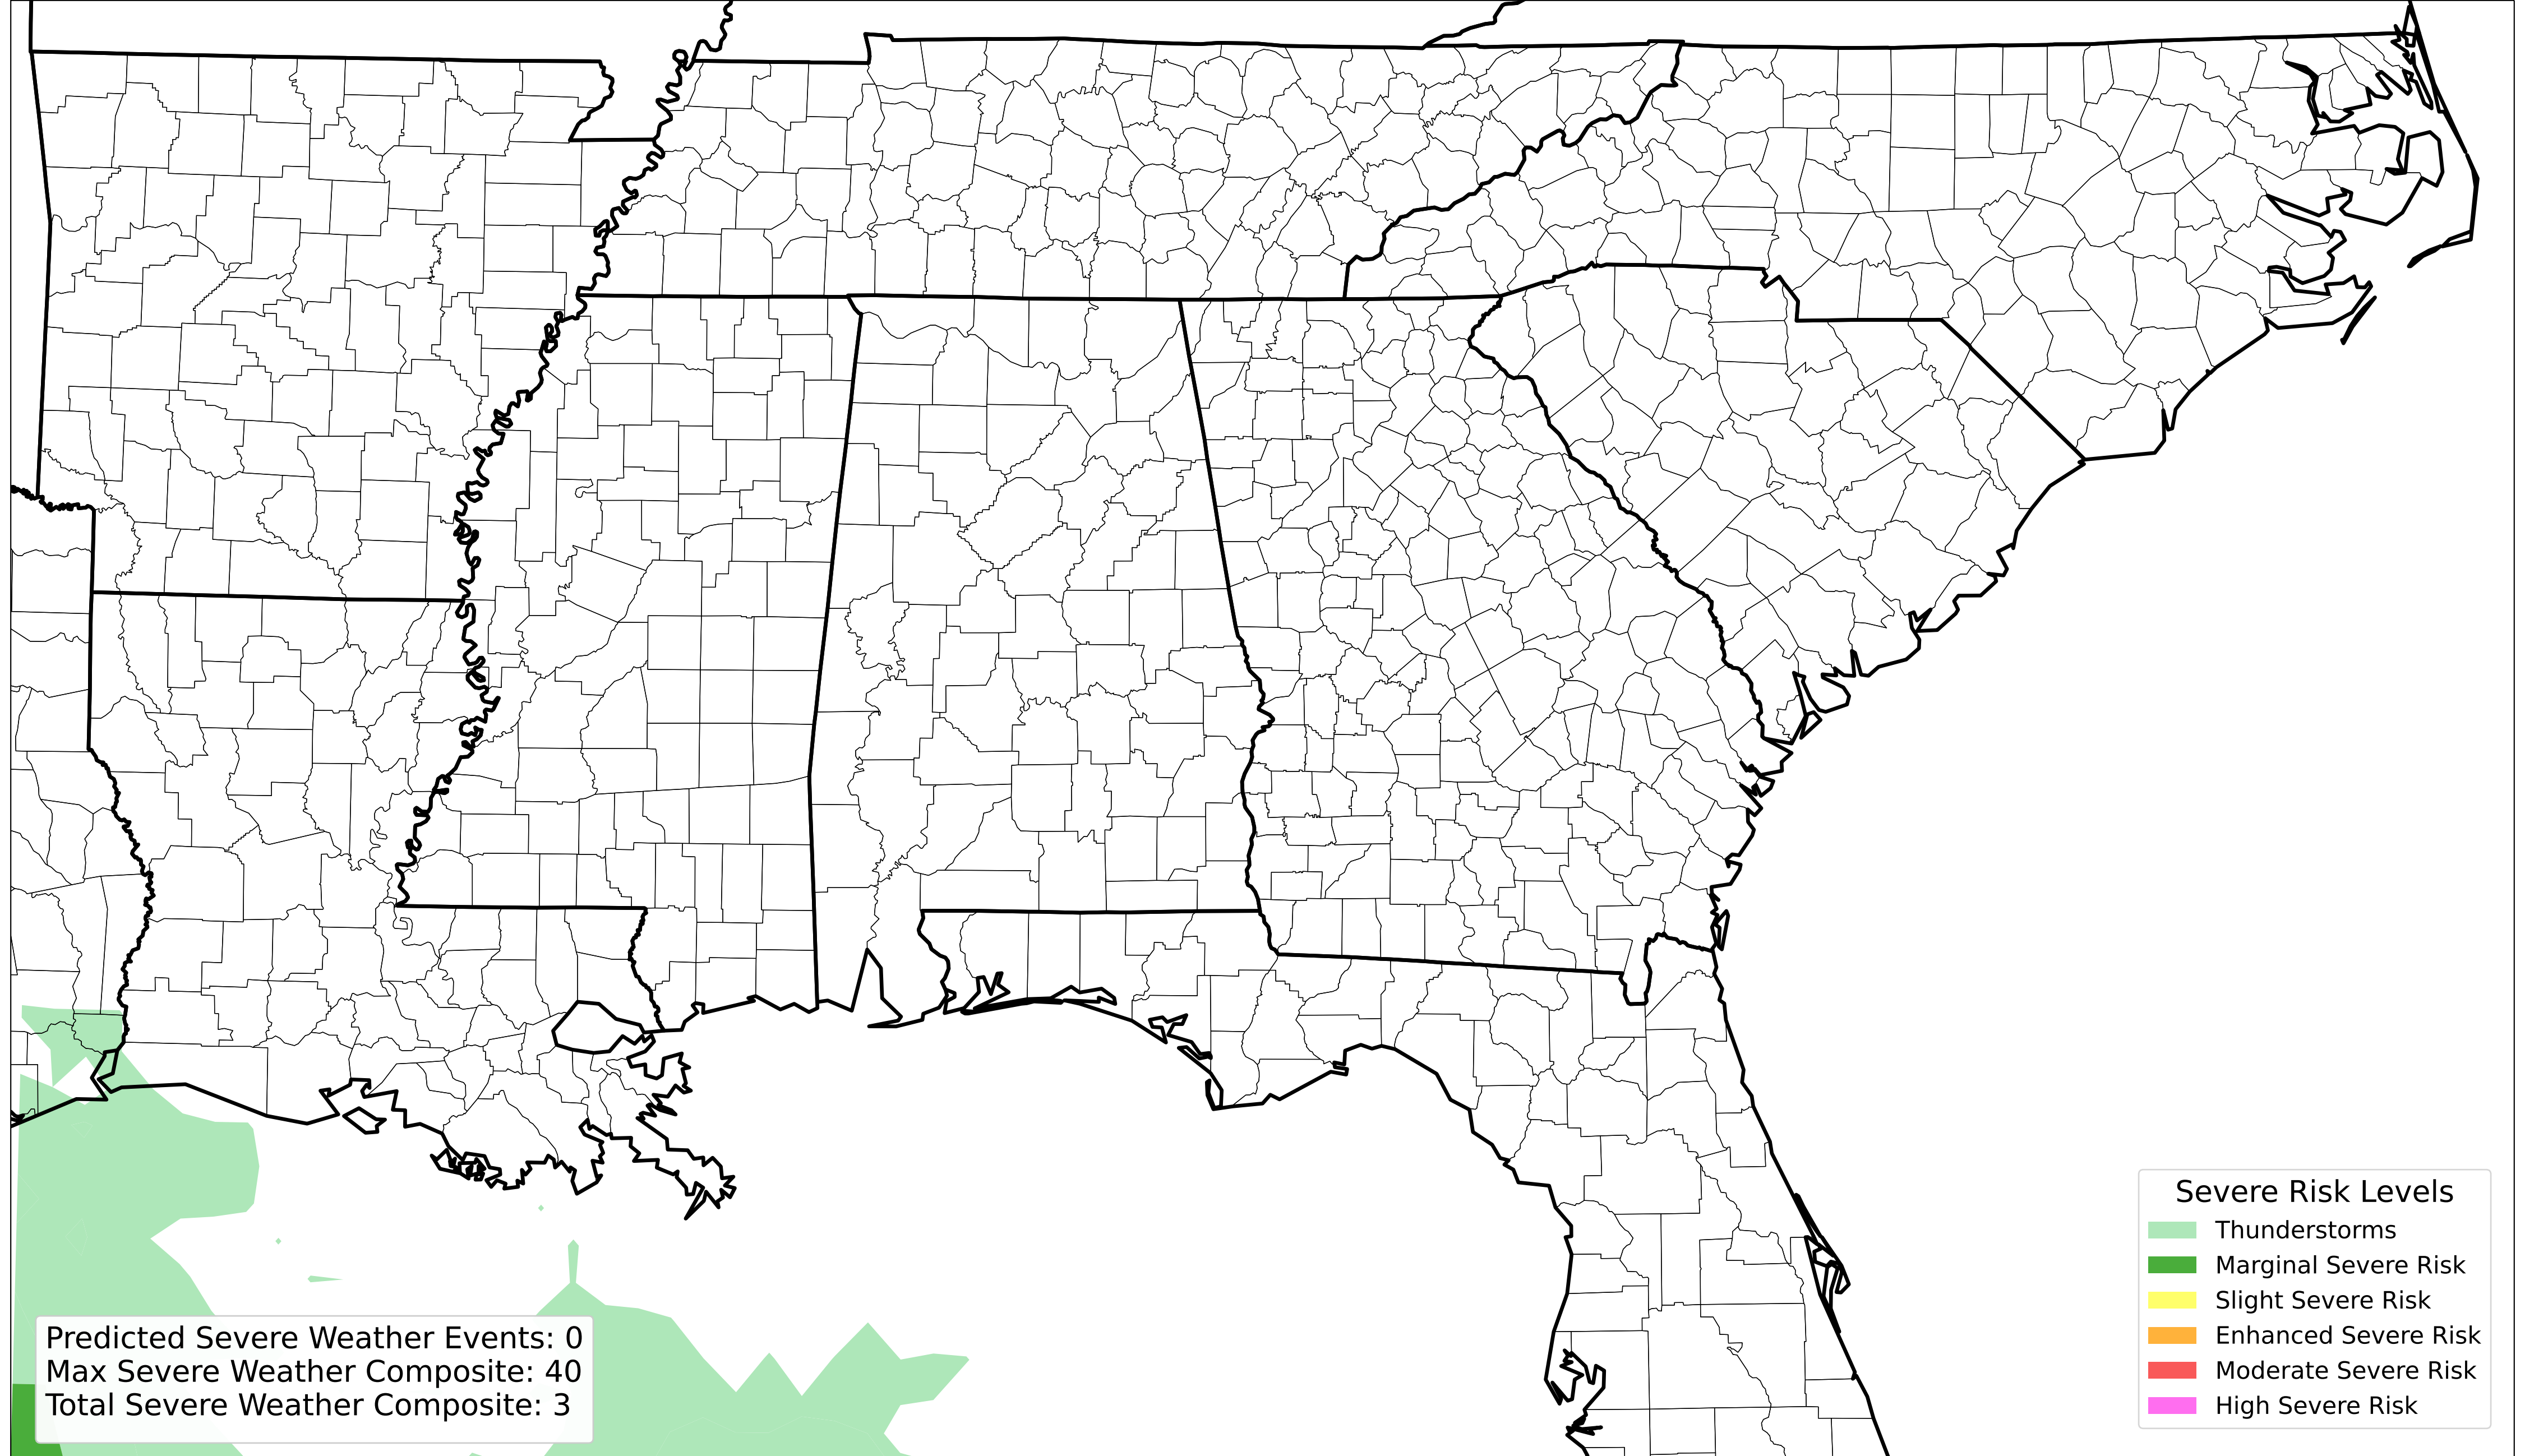 Severe Risk Levels
Thunderstorms
Marginal Severe Risk
Slight Severe Risk
Enhanced Severe Risk
Moderate Severe Risk
High Severe Risk
Predicted Severe Weather Events: 0
Max Severe Weather Composite: 40
Total Severe Weather Composite: 3